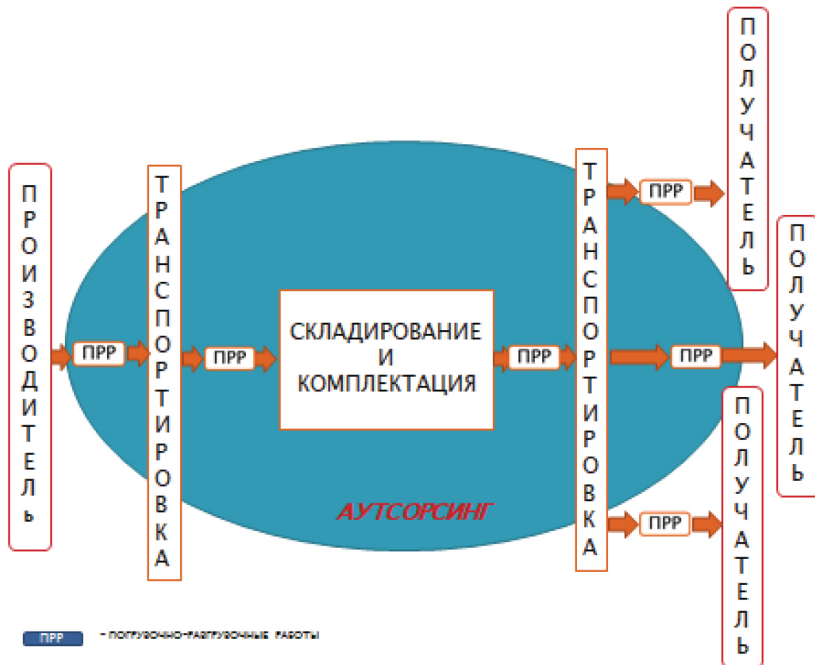 ПРОИЗВОДИТЕЛЬ
ПРР
ТРАНСПОРТИРОВКА
ПРР
СКЛАДИРОВАНИЕ
И
КОМПЛЕКТАЦИЯ
ПРР
ТРАНСПОРТИРОВКА
ПРР
ПОЛУЧАТЕЛЬ
ПРР
ПОЛУЧАТЕЛЬ
ПРР
ПОЛУЧАТЕЛЬ
АУТСОРСИНГ
ПРР - ПОГРУЗОЧНО-РАЗГРУЗОЧНЫЕ РАБОТЫ